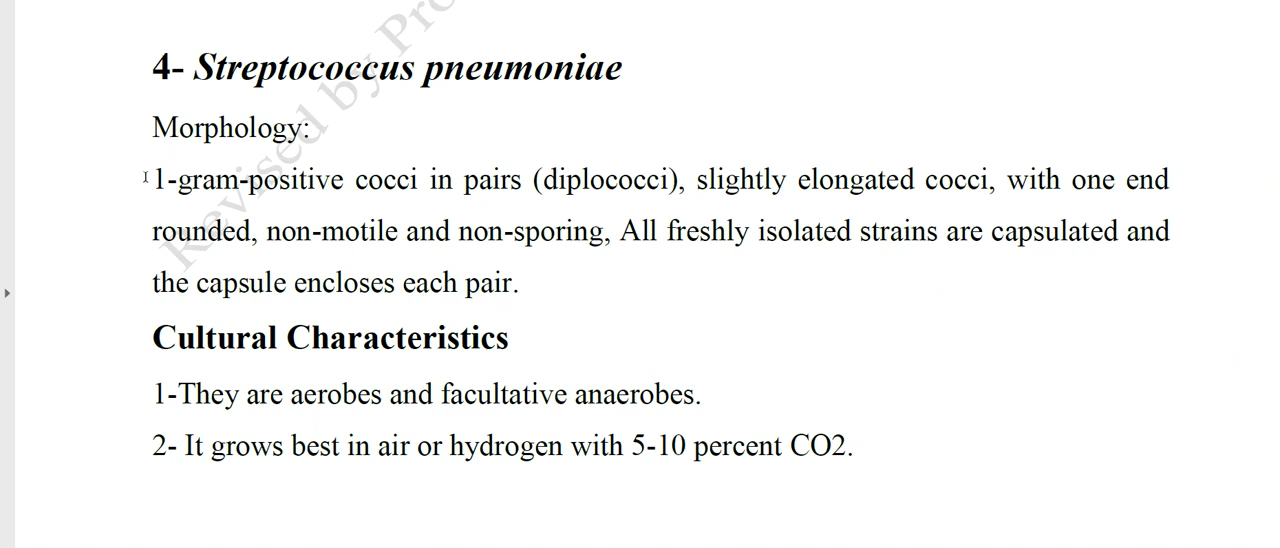 4- Streptococcus pneumoniae
Morphology:
1-gram-positive cocci in pairs (diplococci), slightly elongated cocci, with one end
rounded, non-motile and non-sporing, All freshly isolated strains are capsulated and
the capsule encloses each pair.
Cultural Characteristics
1-They are aerobes and facultative anaerobes.
2- It grows best in air or hydrogen with 5-10 percent CO2.
Revised by Pro